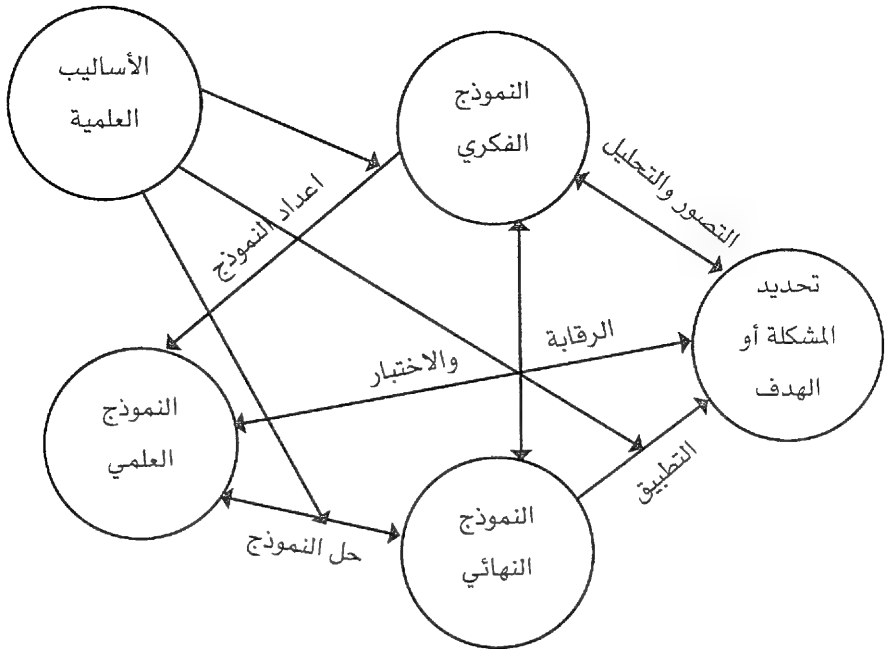 الأساليب
العلمية
النموذج
الفكري
التصور والتحليل
اعداد النموذج
تحديد
المشكلة أو
الهدف
الرقابة
والاختبار
النموذج
العلمي
النموذج
النهائي
التطبيق
حل النموذج